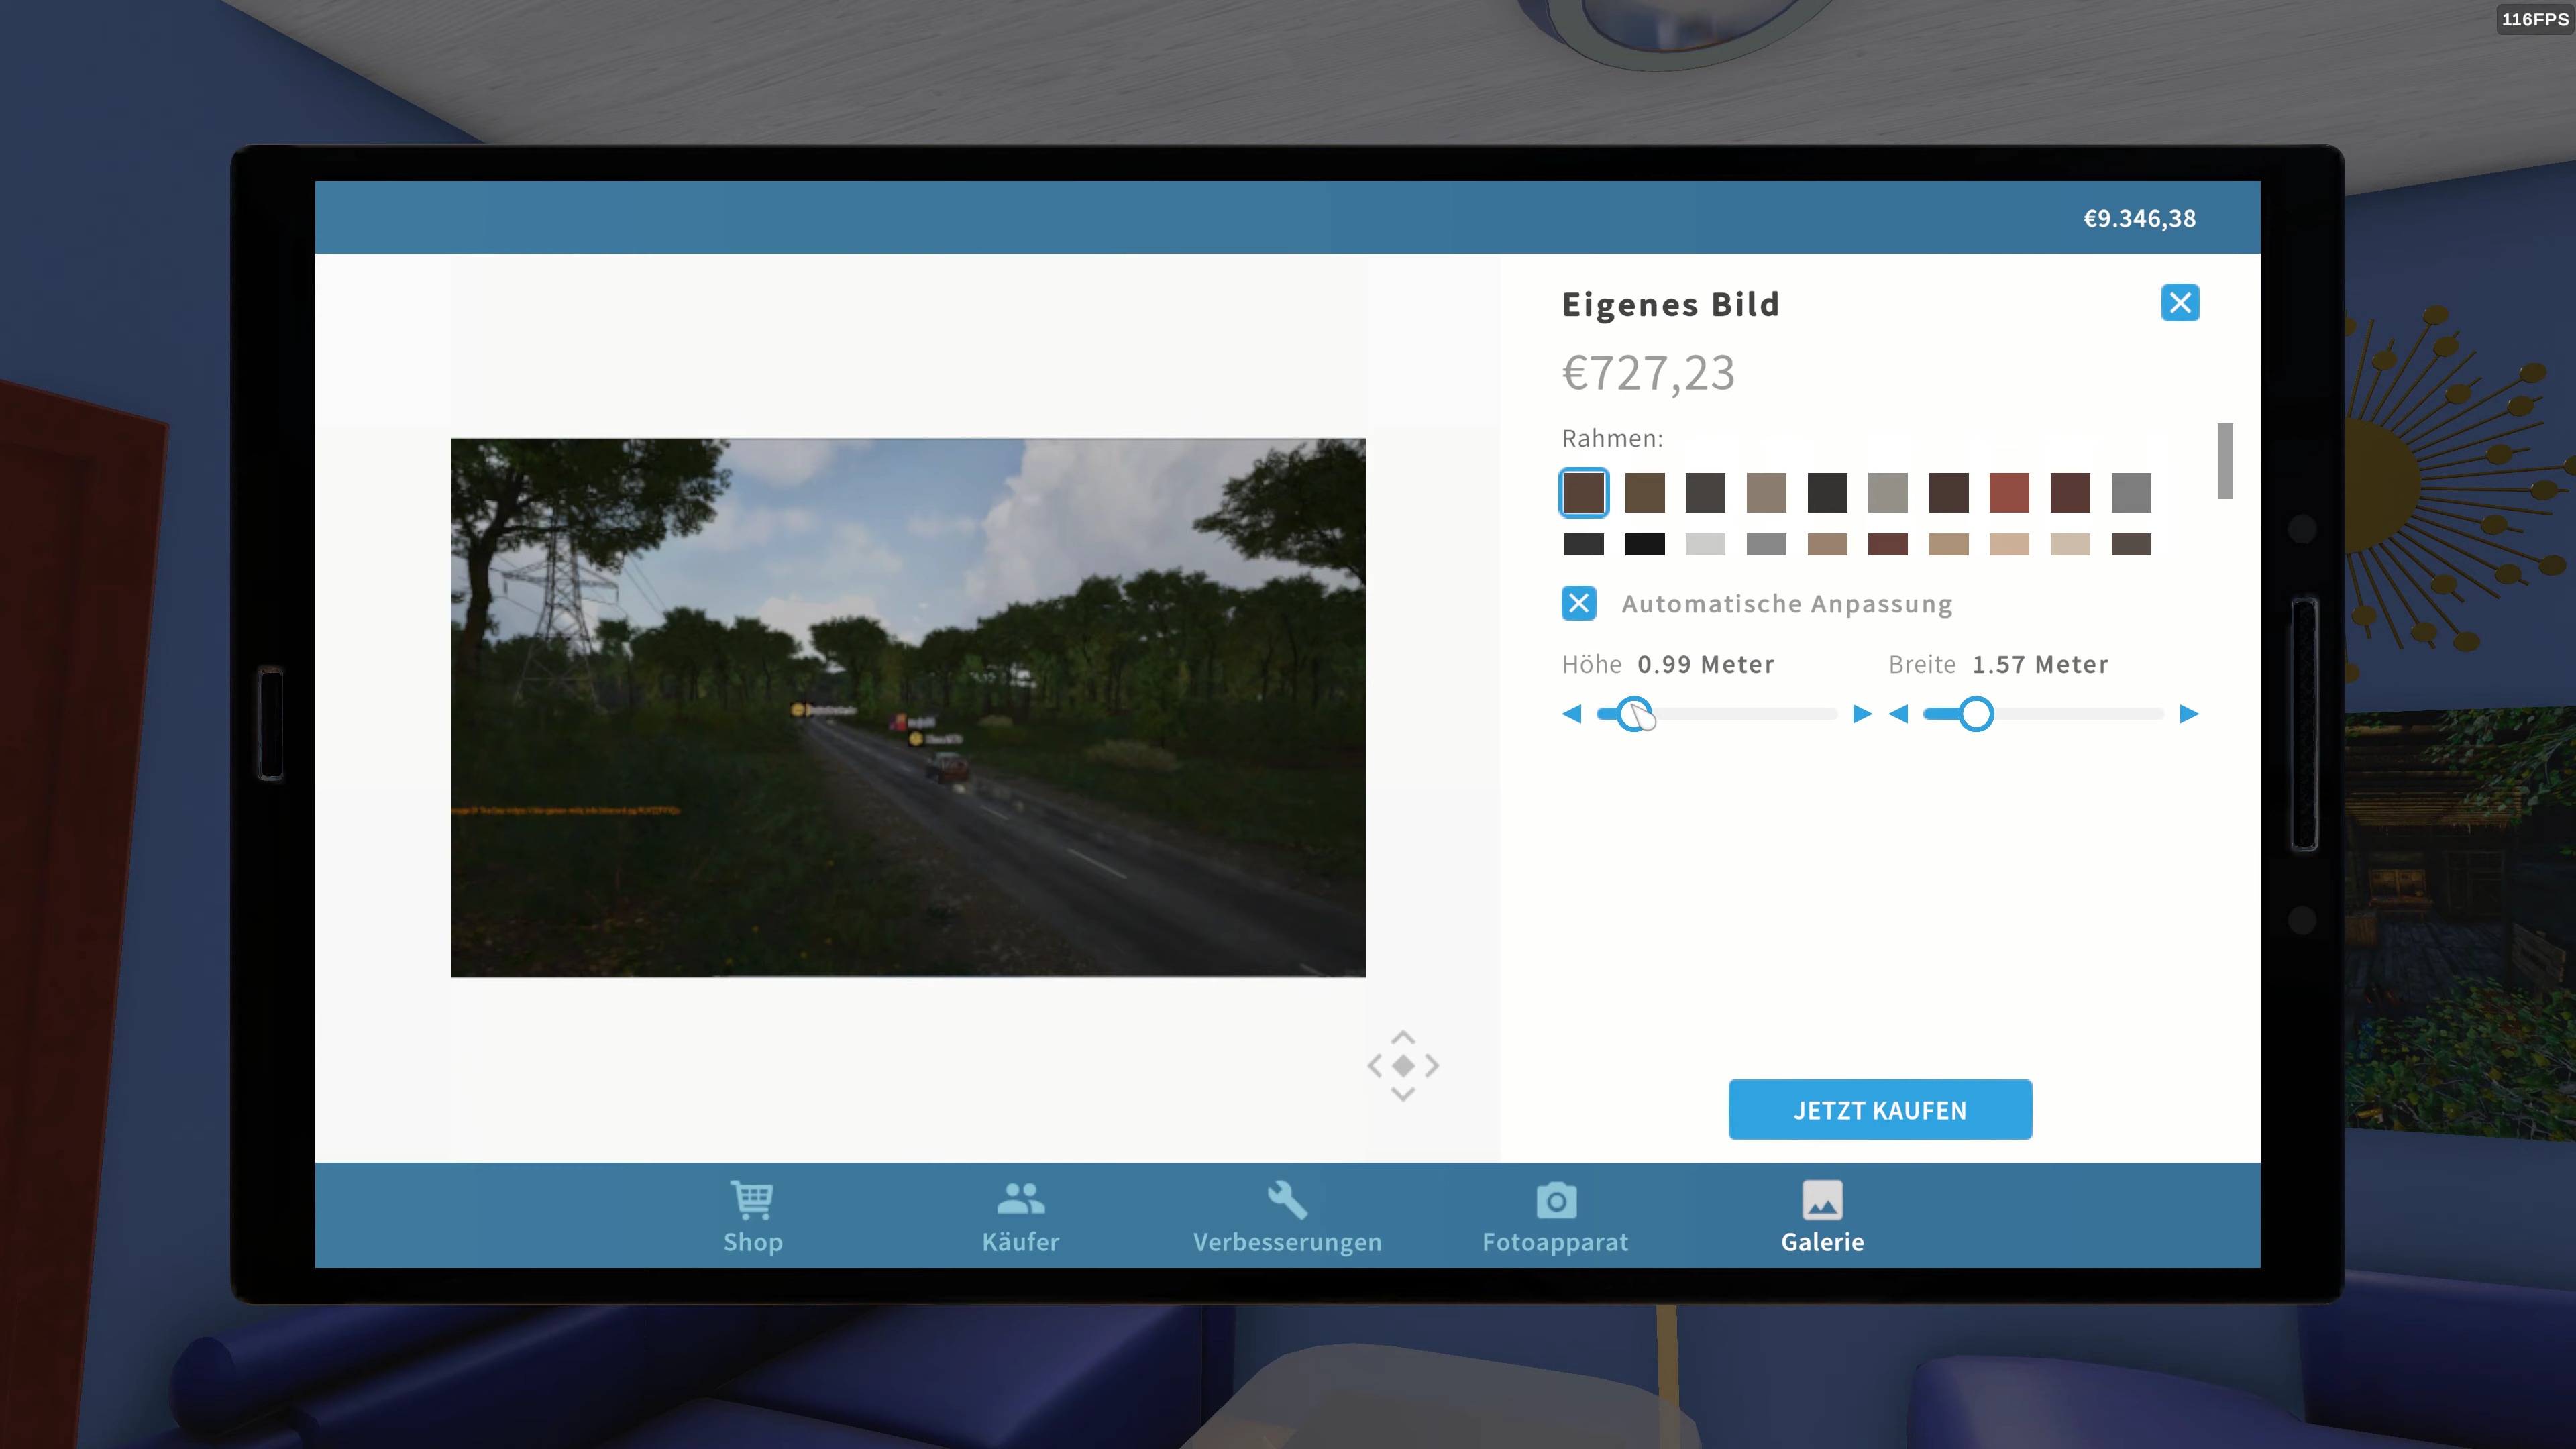 116FPS
€9.346,38
Eigenes Bild
€727,23
Rahmen:
Automatische Anpassung
Höhe 0.99 Meter
Breite 1.57 Meter
JETZT KAUFEN
Shop
Käufer
Verbesserungen
Fotoapparat
Galerie